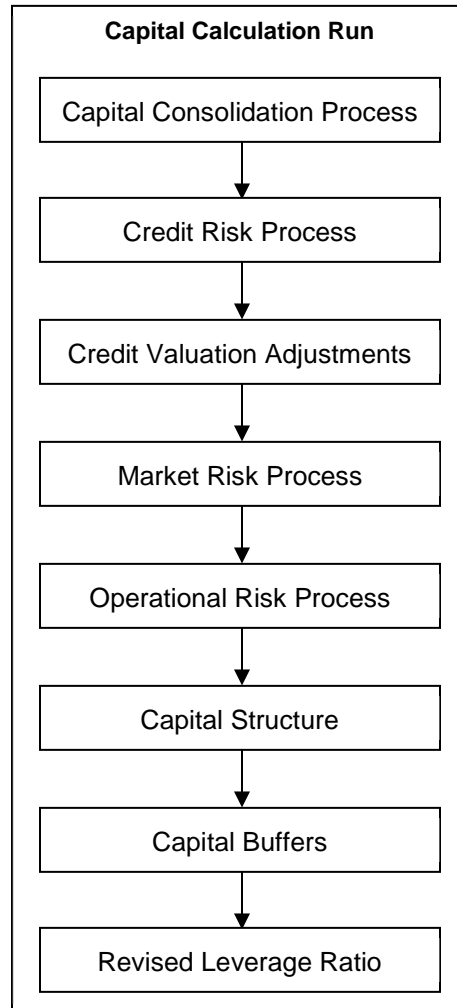 Capital Calculation Run
Capital Consolidation Process
Credit Risk Process
Credit Valuation Adjustments
Market Risk Process
Operational Risk Process
Capital Structure
Capital Buffers
Revised Leverage Ratio